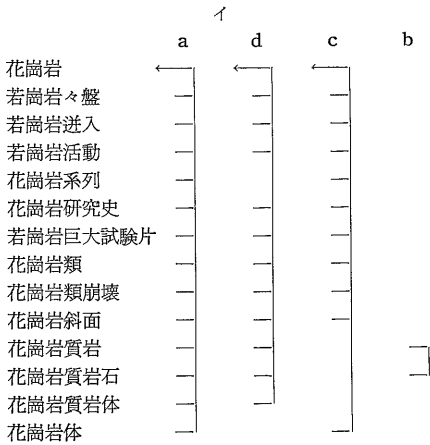 イ
a d c b
花崗岩
若崗岩々盤
若崗岩迸入
若崗岩活動
花崗岩系列
花崗岩研究史
若崗岩巨大試験片
花崗岩類
花崗岩類崩壊
花崗岩斜面
花崗岩質岩
花崗岩質岩石
花崗岩質岩体
花崗岩体